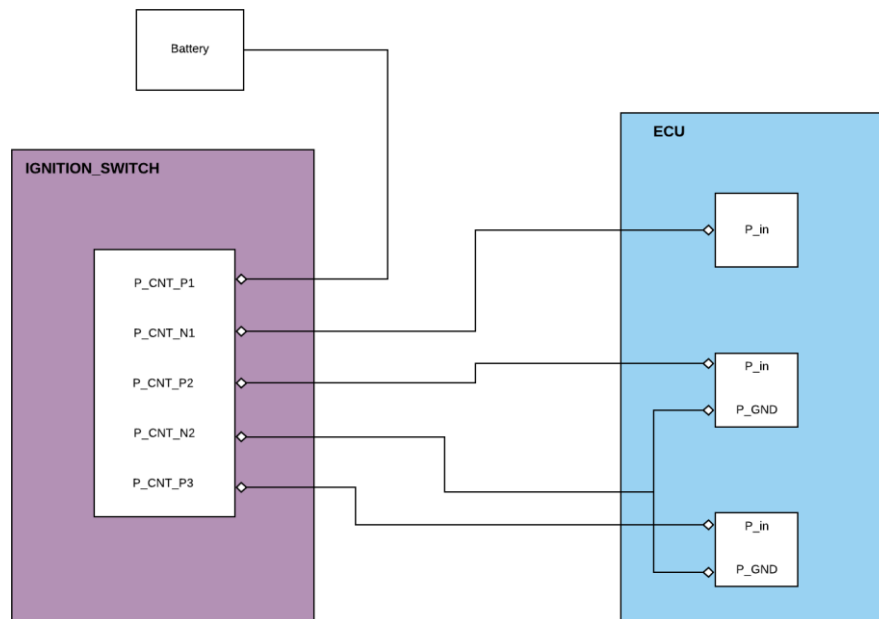 Battery
IGNITION_SWITCH
P_CNT_P1
P_CNT_N1
P_CNT_P2
P_CNT_N2
P_CNT_P3
ECU
P_in
P_in
P_GND
P_in
P_GND